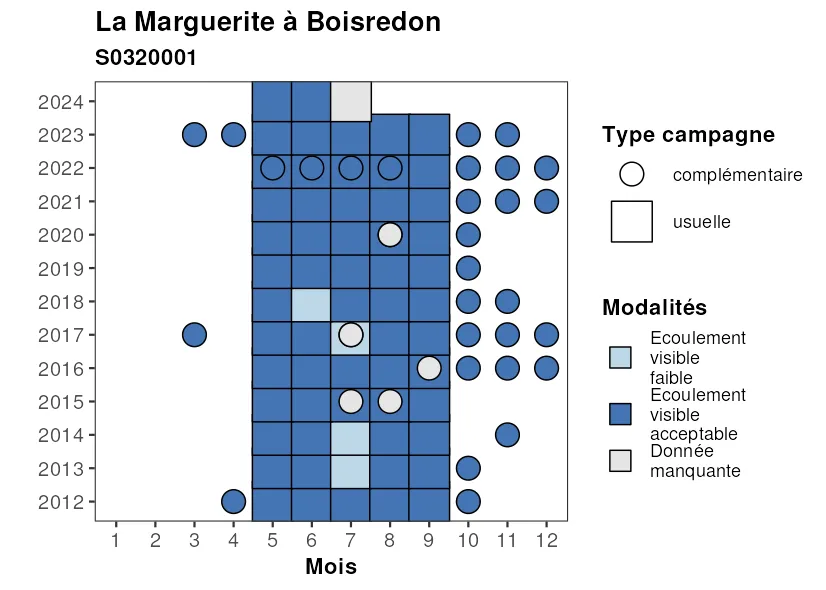 La Marguerite à Boisredon
S0320001
2024
2023
2022
2021
2020
2019
2018
2017
2016
2015
2014
2013
2012
1 2 3 4 5 6 7 8 9 10 11 12
Mois
Type campagne
complémentaire
usuelle
Modalités
Ecoulement
visible
faible
Ecoulement
visible
acceptable
Donnée
manquante